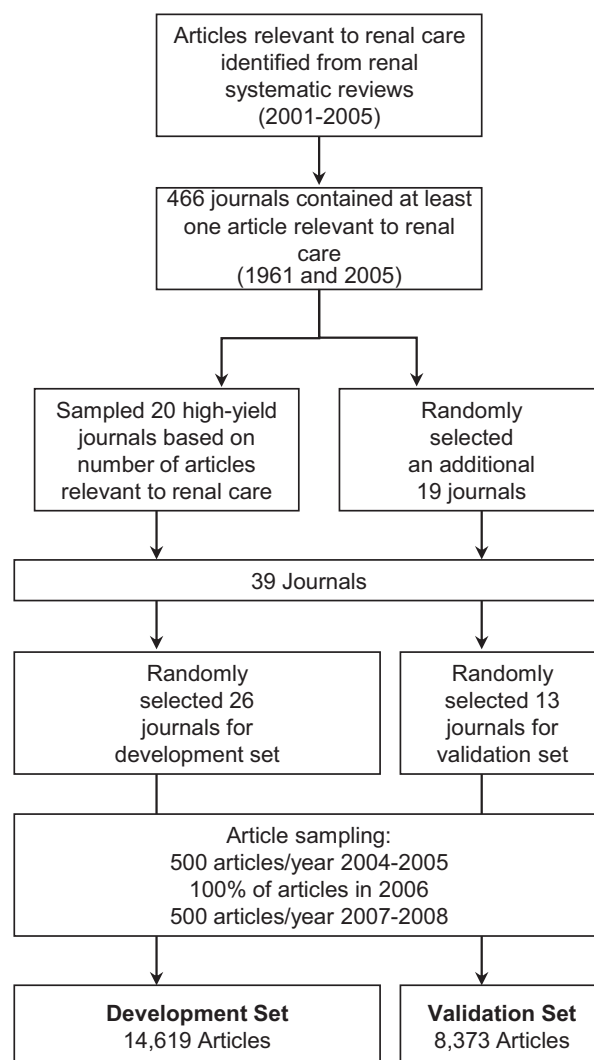 Articles relevant to renal care
identified from renal
systematic reviews
(2001-2005)
466 journals contained at least
one article relevant to renal
care
(1961 and 2005)
Sampled 20 high-yield
journals based on
number of articles
relevant to renal care
Randomly
selected
an additional
19 journals
39 Journals
Randomly
selected 26
journals for
development set
Randomly
selected 13
journals for
validation set
Article sampling:
500 articles/year 2004-2005
100% of articles in 2006
500 articles/year 2007-2008
Development Set
14,619 Articles
Validation Set
8,373 Articles